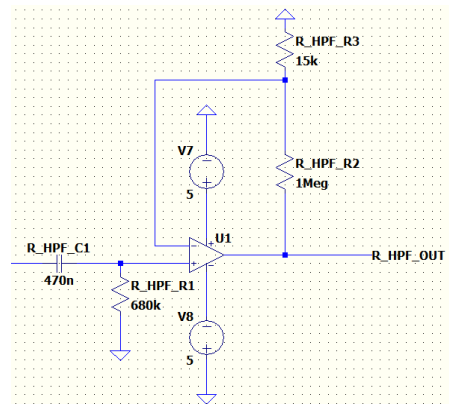 R_HPF_R3
15k
V7
R_HPF_R2
1Meg
5
U1
R_HPF_C1
R_HPF_OUT
470n
R_HPF_R1
680k
V8
5